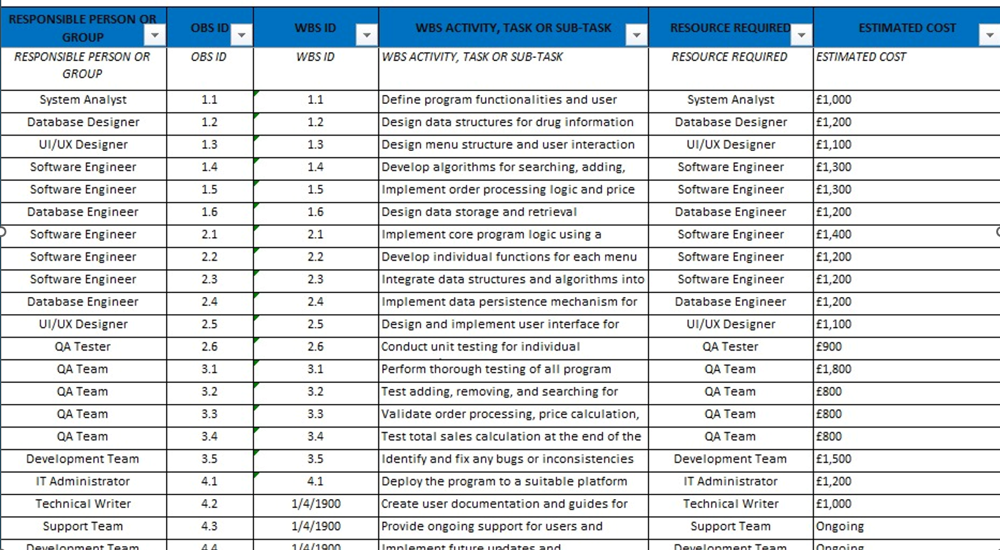 RESPONSIBLE PERSON OR GROUP OBS ID WBS ID WBS ACTIVITY, TASK OR SUB-TASK RESOURCE REQUIRED ESTIMATED COST
RESPONSIBLE PERSON OR GROUP OBS ID WBS ID WBS ACTIVITY, TASK OR SUB-TASK RESOURCE REQUIRED ESTIMATED COST
System Analyst 1.1 1.1 Define program functionalities and user System Analyst £1,000
Database Designer 1.2 1.2 Design data structures for drug information Database Designer £1,200
UI/UX Designer 1.3 1.3 Design menu structure and user interaction UI/UX Designer £1,100
Software Engineer 1.4 1.4 Develop algorithms for searching, adding, Software Engineer £1,300
Software Engineer 1.5 1.5 Implement order processing logic and price Software Engineer £1,300
Database Engineer 1.6 1.6 Design data storage and retrieval Database Engineer £1,200
Software Engineer 2.1 2.1 Implement core program logic using a Software Engineer £1,400
Software Engineer 2.2 2.2 Develop individual functions for each menu Software Engineer £1,200
Software Engineer 2.3 2.3 Integrate data structures and algorithms into Software Engineer £1,200
Database Engineer 2.4 2.4 Implement data persistence mechanism for Database Engineer £1,200
UI/UX Designer 2.5 2.5 Design and implement user interface for UI/UX Designer £1,100
QA Tester 2.6 2.6 Conduct unit testing for individual QA Tester £900
QA Team 3.1 3.1 Perform thorough testing of all program QA Team £1,800
QA Team 3.2 3.2 Test adding, removing, and searching for QA Team £800
QA Team 3.3 3.3 Validate order processing, price calculation, QA Team £800
QA Team 3.4 3.4 Test total sales calculation at the end of the QA Team £800
Development Team 3.5 3.5 Identify and fix any bugs or inconsistencies Development Team £1,500
IT Administrator 4.1 4.1 Deploy the program to a suitable platform IT Administrator £1,200
Technical Writer 4.2 1/4/1900 Create user documentation and guides for Technical Writer £1,000
Support Team 4.3 1/4/1900 Provide ongoing support for users and Support Team Ongoing
Development Team 4.4 1/4/1900 Implement future updates and Development Team Ongoing